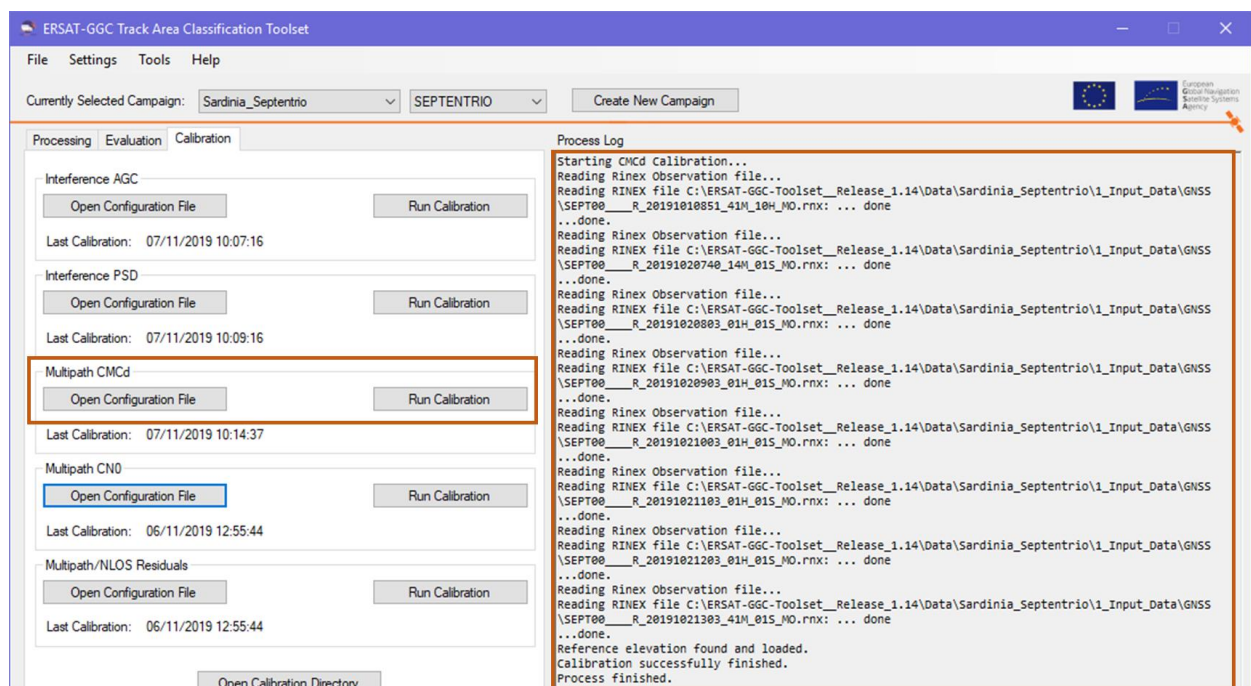 ERSAT-GGC Track Area Classification Toolset
File Settings Tools Help
Currently Selected Campaign: Sardinia_Septentrio SEPTENTRIO Create New Campaign
European
Global Navigation
Satellite Systems
Agency
Processing Evaluation Calibration
Interference AGC
Open Configuration File Run Calibration
Last Calibration: 07/11/2019 10:07:16
Interference PSD
Open Configuration File Run Calibration
Last Calibration: 07/11/2019 10:09:16
Multipath CMCd
Open Configuration File Run Calibration
Last Calibration: 07/11/2019 10:14:37
Multipath CN0
Open Configuration File Run Calibration
Last Calibration: 06/11/2019 12:55:44
Multipath/NLOS Residuals
Open Configuration File Run Calibration
Last Calibration: 06/11/2019 12:55:44
Open Calibration Directory
Process Log
Starting CMCd Calibration...
Reading Rinex Observation file...
Reading RINEX file C:\ERSAT-GGC-Toolset__Release_1.14\Data\Sardinia_Septentrio\1_Input_Data\GNSS
\SEPT00____R_20191010851_41M_10H_MO.rnx: ... done
...done.
Reading Rinex Observation file...
Reading RINEX file C:\ERSAT-GGC-Toolset__Release_1.14\Data\Sardinia_Septentrio\1_Input_Data\GNSS
\SEPT00____R_20191020740_14M_01S_MO.rnx: ... done
...done.
Reading Rinex Observation file...
Reading RINEX file C:\ERSAT-GGC-Toolset__Release_1.14\Data\Sardinia_Septentrio\1_Input_Data\GNSS
\SEPT00____R_20191020803_01H_01S_MO.rnx: ... done
...done.
Reading Rinex Observation file...
Reading RINEX file C:\ERSAT-GGC-Toolset__Release_1.14\Data\Sardinia_Septentrio\1_Input_Data\GNSS
\SEPT00____R_20191020903_01H_01S_MO.rnx: ... done
...done.
Reading Rinex Observation file...
Reading RINEX file C:\ERSAT-GGC-Toolset__Release_1.14\Data\Sardinia_Septentrio\1_Input_Data\GNSS
\SEPT00____R_20191021003_01H_01S_MO.rnx: ... done
...done.
Reading Rinex Observation file...
Reading RINEX file C:\ERSAT-GGC-Toolset__Release_1.14\Data\Sardinia_Septentrio\1_Input_Data\GNSS
\SEPT00____R_20191021103_01H_01S_MO.rnx: ... done
...done.
Reading Rinex Observation file...
Reading RINEX file C:\ERSAT-GGC-Toolset__Release_1.14\Data\Sardinia_Septentrio\1_Input_Data\GNSS
\SEPT00____R_20191021203_01H_01S_MO.rnx: ... done
...done.
Reading Rinex Observation file...
Reading RINEX file C:\ERSAT-GGC-Toolset__Release_1.14\Data\Sardinia_Septentrio\1_Input_Data\GNSS
\SEPT00____R_20191021303_41M_01S_MO.rnx: ... done
...done.
Reference elevation found and loaded.
Calibration successfully finished.
Process finished.